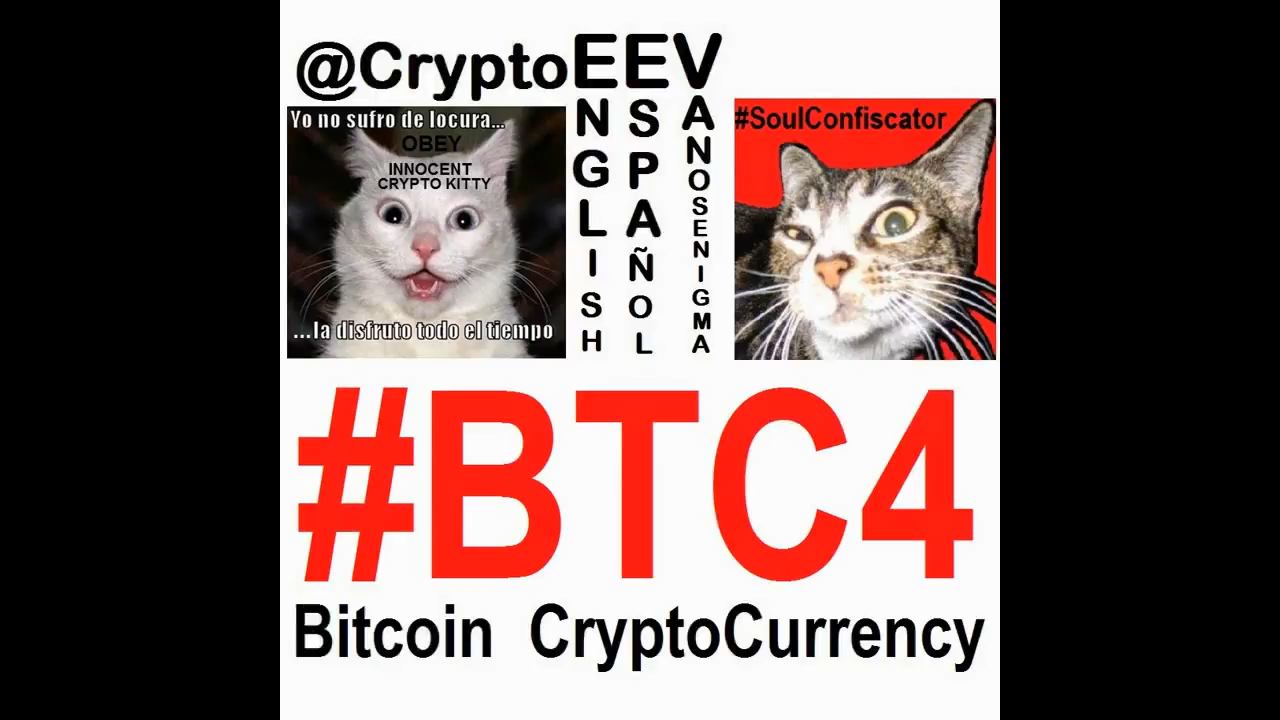 @CryptoEEV
ENGLISH
ESPAÑOL
VANOSENIGMA
Yo no sufro de locura...
OBEY
INNOCENT
CRYPTO KITTY
...la disfruto todo el tiempo
#SoulConfiscator
#BTC4
Bitcoin CryptoCurrency